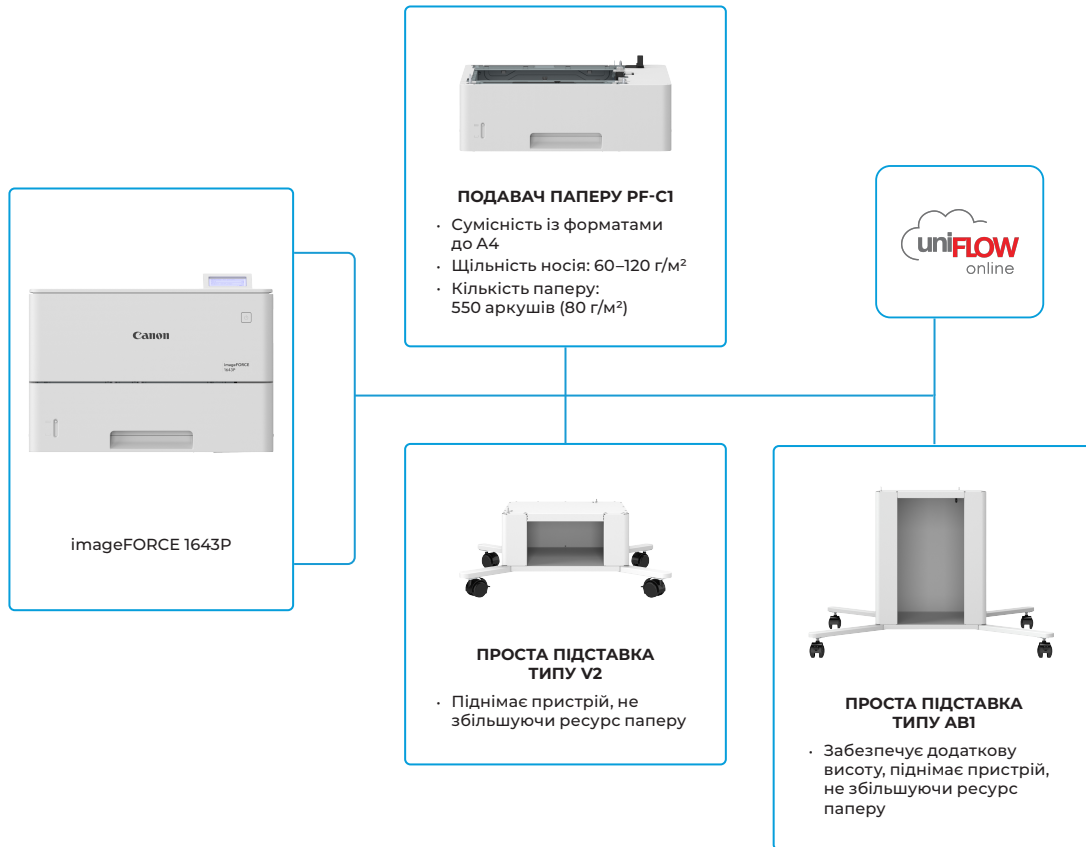 Canon
imageFORCE
1643P
imageFORCE 1643P
ПОДАВАЧ ПАПЕРУ PF-C1
· Сумісність із форматами
до A4
· Щільність носія: 60–120 г/м²
· Кількість паперу:
550 аркушів (80 г/м²)
uniFLOW
online
ПРОСТА ПІДСТАВКА
ТИПУ V2
· Піднімає пристрій, не
збільшуючи ресурс паперу
ПРОСТА ПІДСТАВКА
ТИПУ AB1
· Забезпечує додаткову
висоту, піднімає пристрій,
не збільшуючи ресурс
паперу